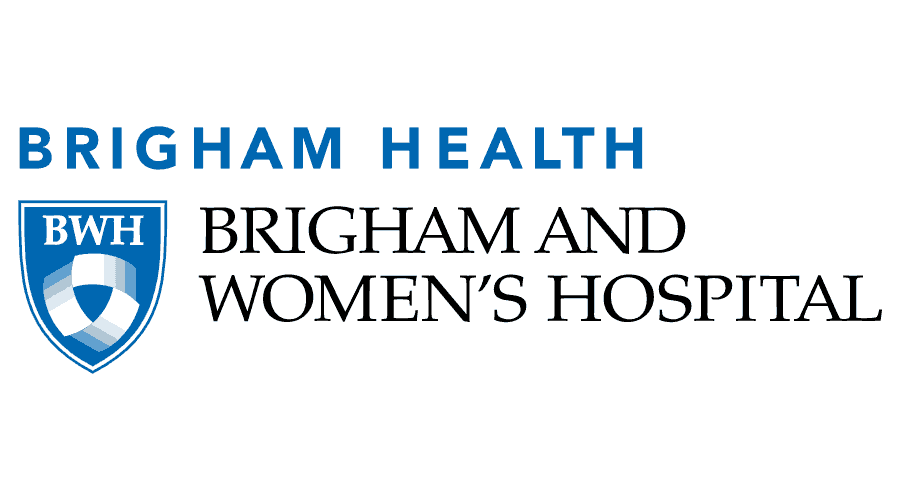 BRIGHAM HEALTH
BWH
BRIGHAM AND
WOMEN'S HOSPITAL